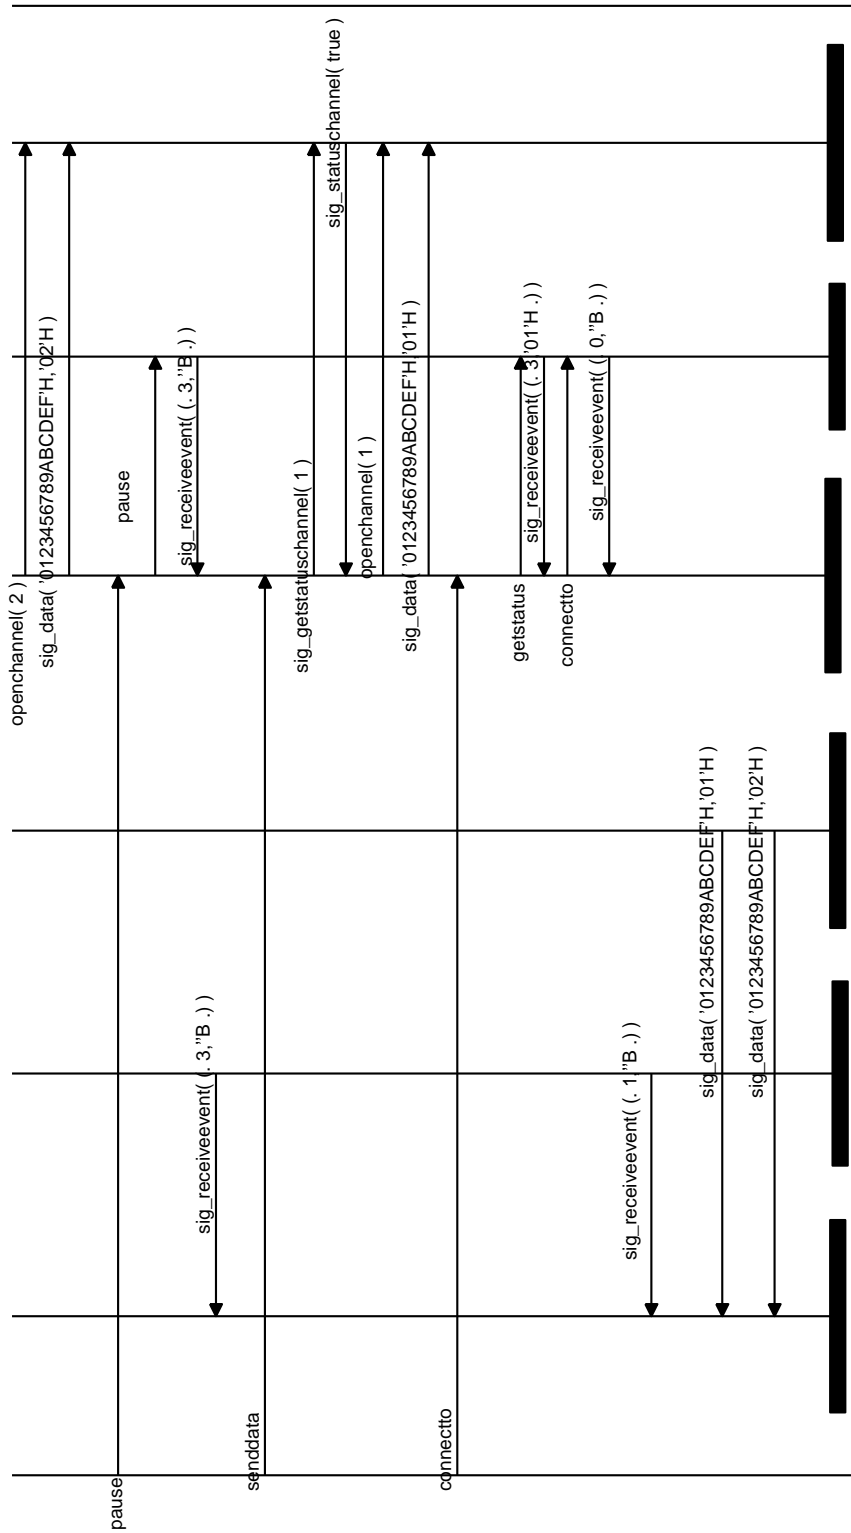 openchannel( 2 )
sig_data( '0123456789ABCDEF'H,'02'H )
pause
pause
sig_receiveevent( (. 3,''B .) )
sig_receiveevent( (. 3,''B .) )
senddata
sig_getstatuschannel( 1 )
sig_statuschannel( true )
openchannel( 1 )
sig_data( '0123456789ABCDEF'H,'01'H )
connectto
getstatus
sig_receiveevent( (. 3,'01'H .) )
connectto
sig_receiveevent( (. 0,''B .) )
sig_receiveevent( (. 1,''B .) )
sig_data( '0123456789ABCDEF'H,'01'H )
sig_data( '0123456789ABCDEF'H,'02'H )